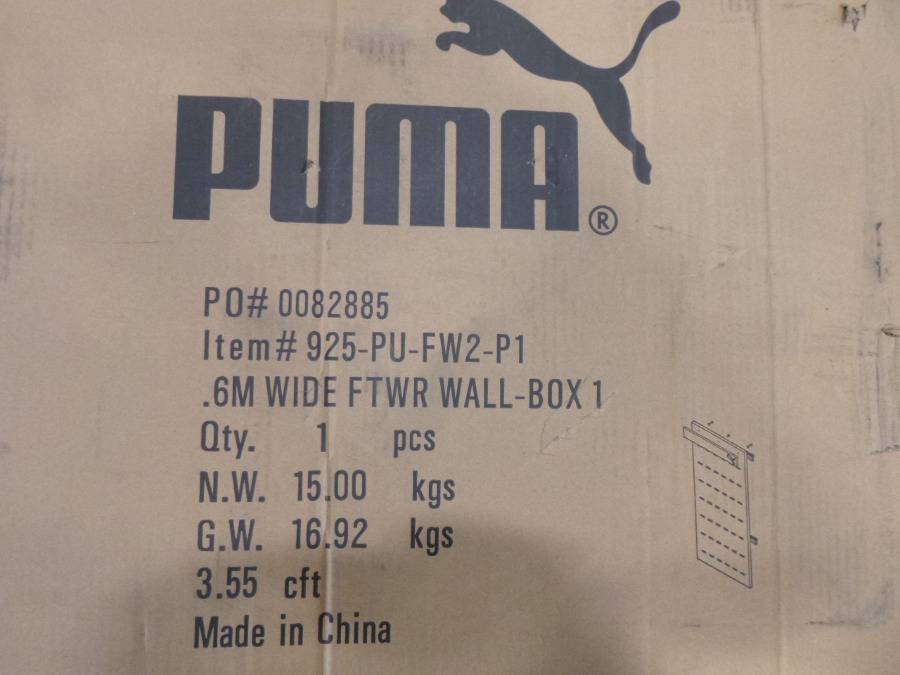 PUMA®
PO# 0082885
Item# 925-PU-FW2-P1
.6M WIDE FTWR WALL-BOX 1
Qty. 1 pcs
N.W. 15.00 kgs
G.W. 16.92 kgs
3.55 cft
Made in China